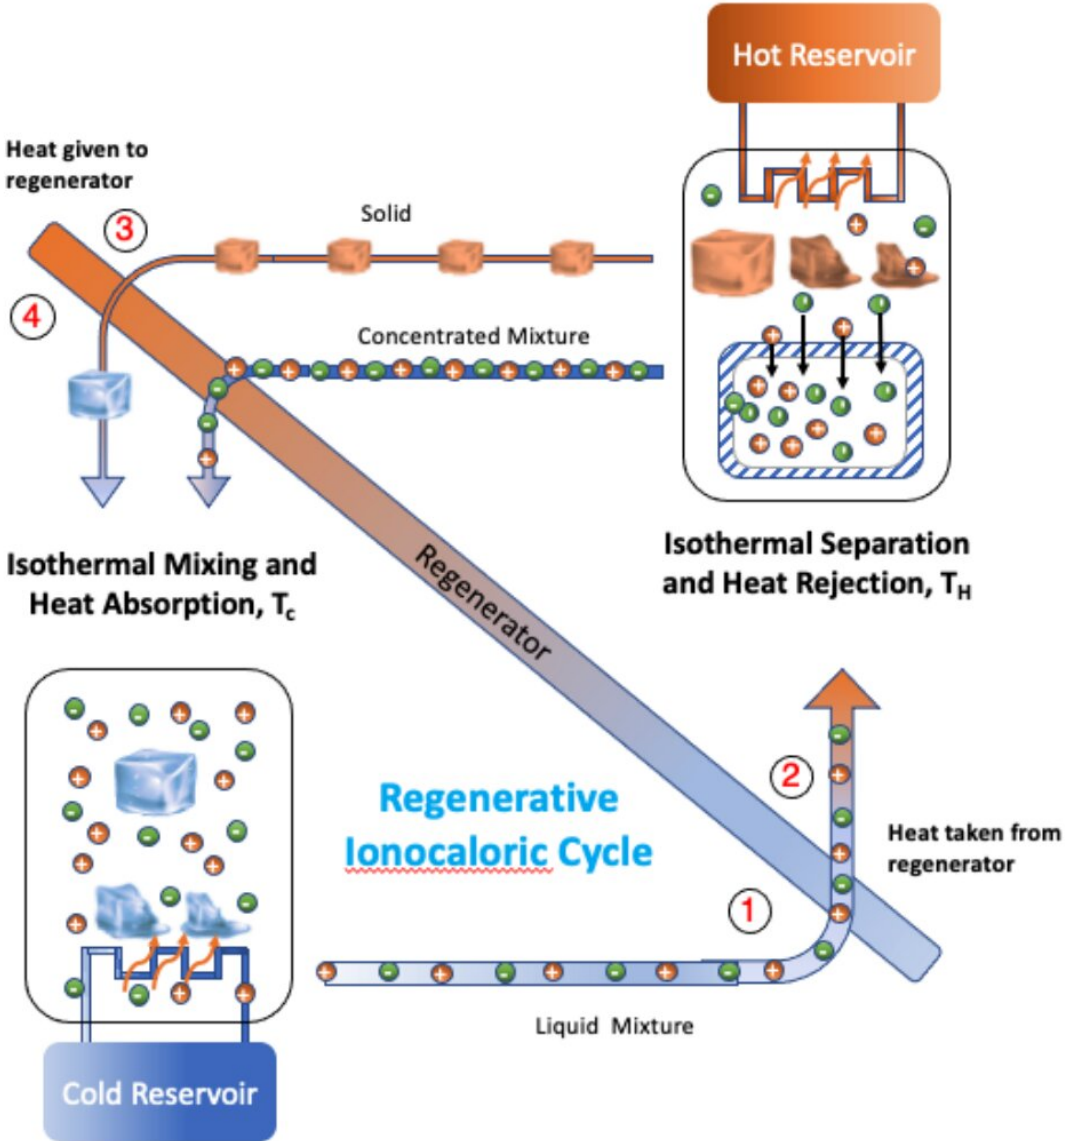 Hot Reservoir
Heat given to
regenerator
3
Solid
4
Concentrated Mixture
Regenerator
Isothermal Mixing and
Heat Absorption, Tc
Isothermal Separation
and Heat Rejection, TH
Regenerative
Ionocaloric Cycle
2
Heat taken from
regenerator
1
Liquid Mixture
Cold Reservoir